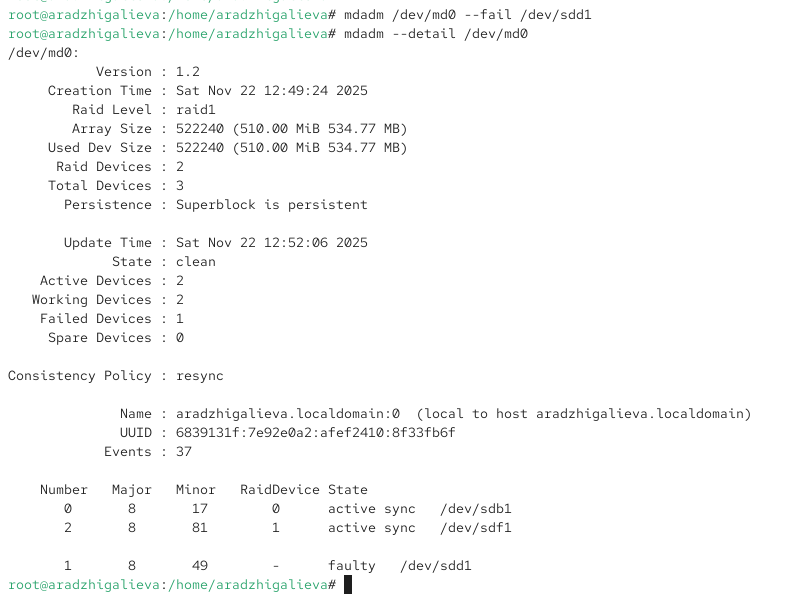 root@aradzhigalieva:/home/aradzhigalieva# mdadm /dev/md0 --fail /dev/sdd1
root@aradzhigalieva:/home/aradzhigalieva# mdadm --detail /dev/md0
/dev/md0:
           Version : 1.2
     Creation Time : Sat Nov 22 12:49:24 2025
        Raid Level : raid1
        Array Size : 522240 (510.00 MiB 534.77 MB)
     Used Dev Size : 522240 (510.00 MiB 534.77 MB)
      Raid Devices : 2
     Total Devices : 3
       Persistence : Superblock is persistent

       Update Time : Sat Nov 22 12:52:06 2025
             State : clean
    Active Devices : 2
   Working Devices : 2
    Failed Devices : 1
     Spare Devices : 0

Consistency Policy : resync

              Name : aradzhigalieva.localdomain:0  (local to host aradzhigalieva.localdomain)
              UUID : 6839131f:7e92e0a2:afef2410:8f33fb6f
            Events : 37

    Number   Major   Minor   RaidDevice State
       0       8       17        0      active sync   /dev/sdb1
       2       8       81        1      active sync   /dev/sdf1

       1       8       49        -      faulty   /dev/sdd1
root@aradzhigalieva:/home/aradzhigalieva#